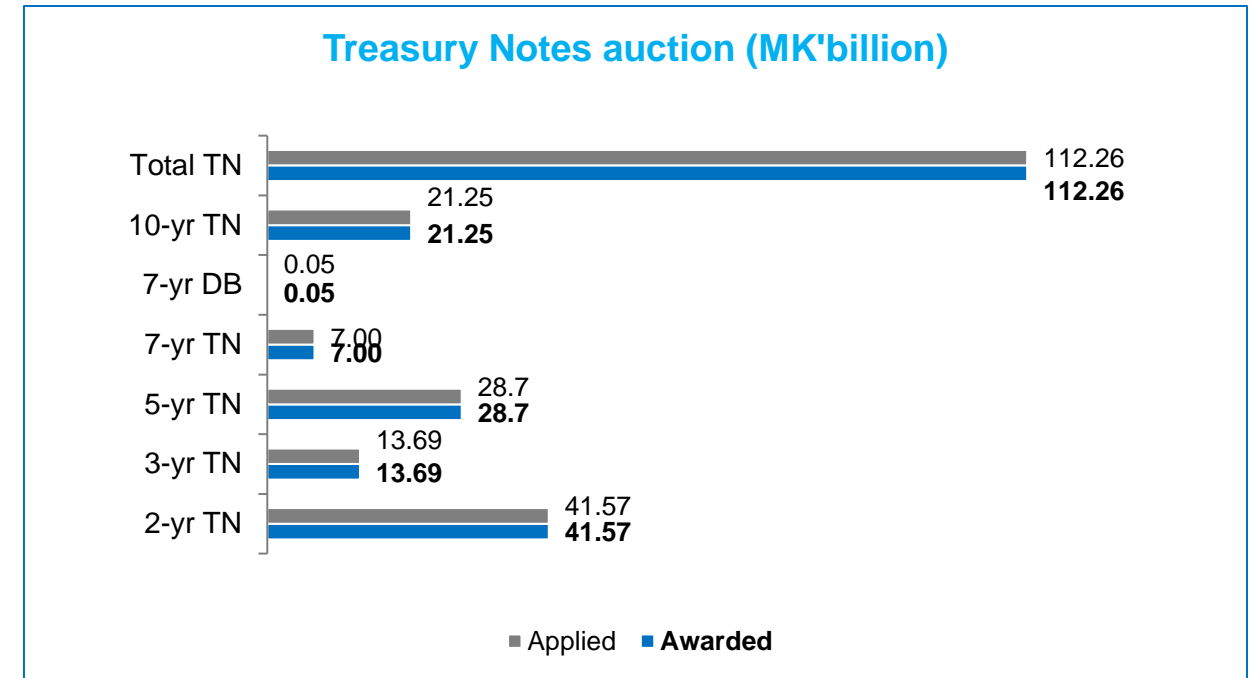 Treasury Notes auction (MK'billion)
Total TN
112.26
112.26
10-yr TN
21.25
21.25
7-yr DB
0.05
0.05
7-yr TN
7.00
7.00
5-yr TN
28.7
28.7
3-yr TN
13.69
13.69
2-yr TN
41.57
41.57
Applied Awarded